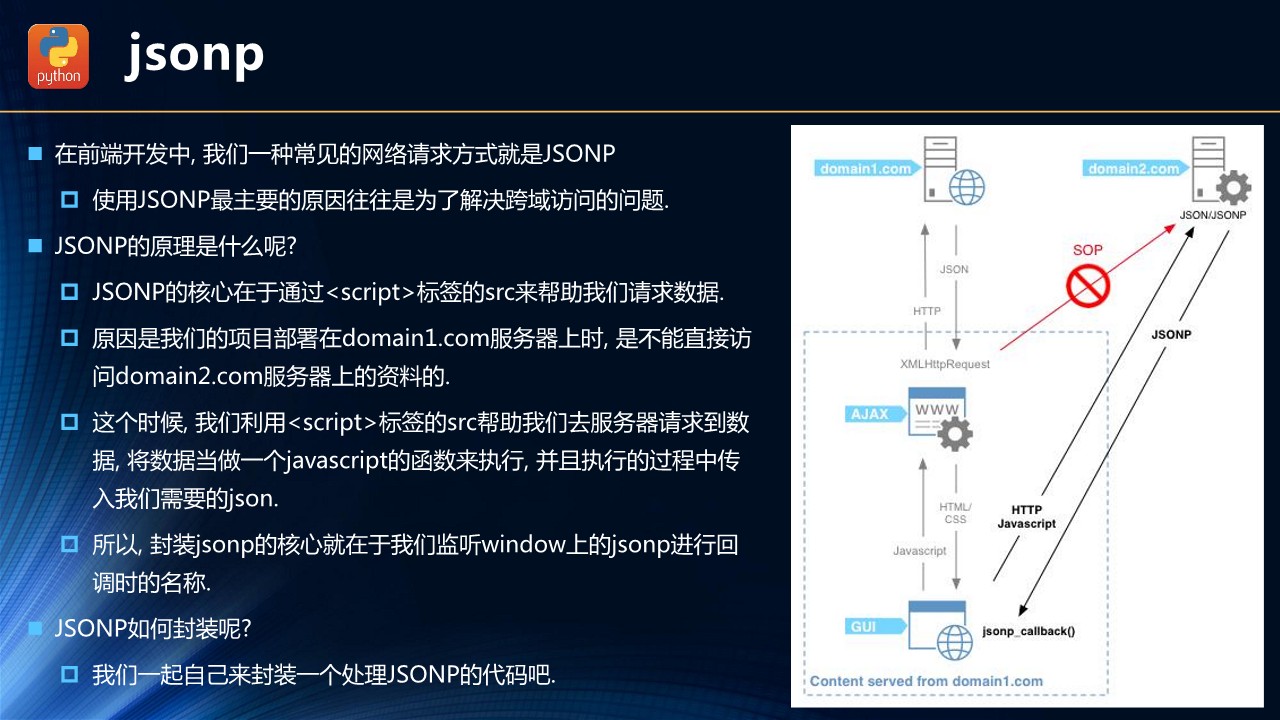 python
jsonp
在前端开发中, 我们一种常见的网络请求方式就是JSONP
使用JSONP最主要的原因往往是为了解决跨域访问的问题.
JSONP的原理是什么呢?
JSONP的核心在于通过<script>标签的src来帮助我们请求数据.
原因是我们的项目部署在domain1.com服务器上时, 是不能直接访
问domain2.com服务器上的资料的.
这个时候, 我们利用<script>标签的src帮助我们去服务器请求到数
据, 将数据当做一个javascript的函数来执行, 并且执行的过程中传
入我们需要的json.
所以, 封装jsonp的核心就在于我们监听window上的jsonp进行回
调时的名称.
JSONP如何封装呢?
我们一起自己来封装一个处理JSONP的代码吧.
domain1.com
domain2.com
JSON/JSONP
SOP
JSON
HTTP
JSONP
XMLHttpRequest
AJAX
WWW
HTML/
CSS
HTTP
Javascript
Javascript
GUI
jsonp_callback()
Content served from domain1.com